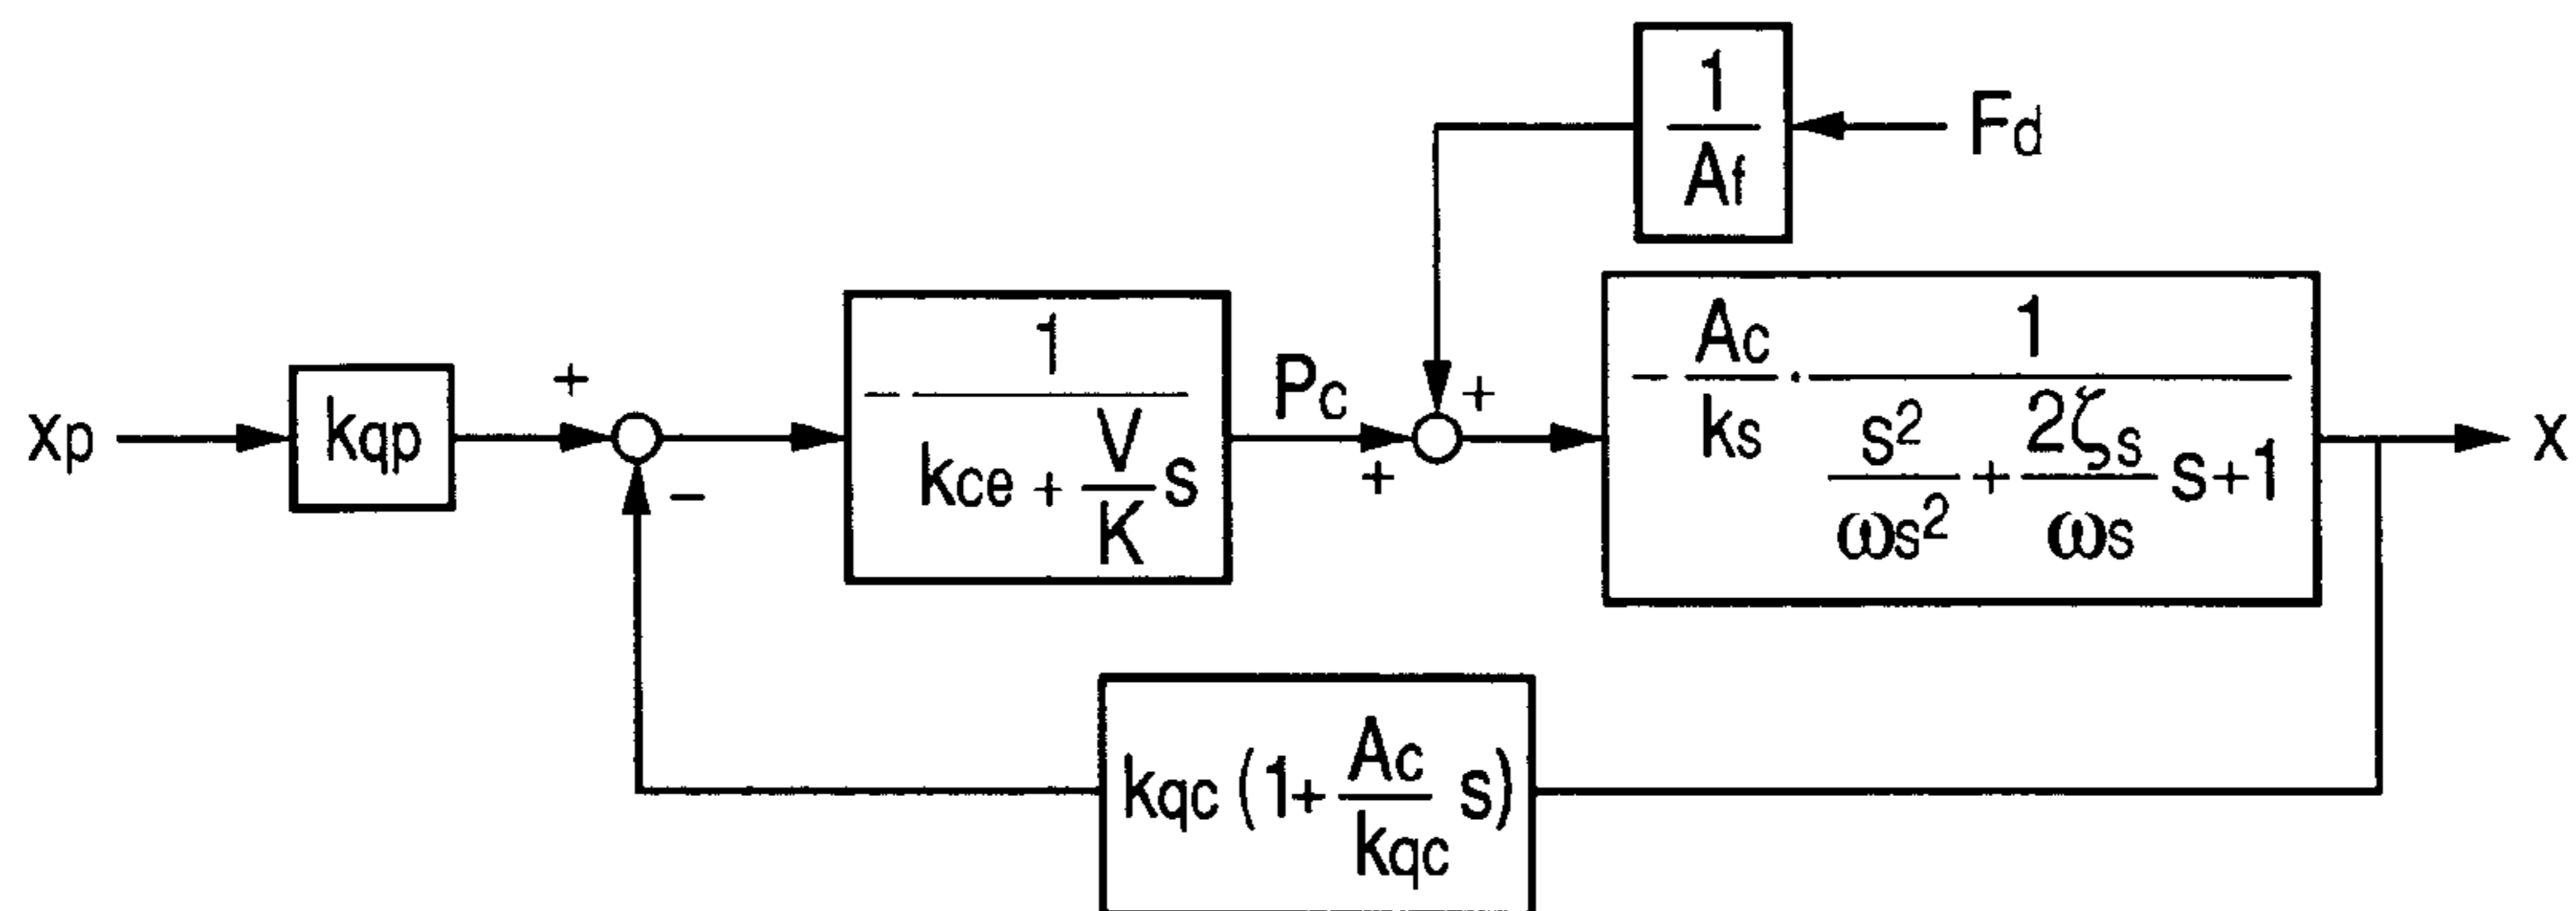 1/Af
Fd
xp
kqp
+
−
- 1/(kce + (V/K)s)
Pc
+
+
- Ac/ks · 1/(s²/ωs² + (2ζs/ωs)s+1)
x
kqc (1+ (Ac/kqc) s)